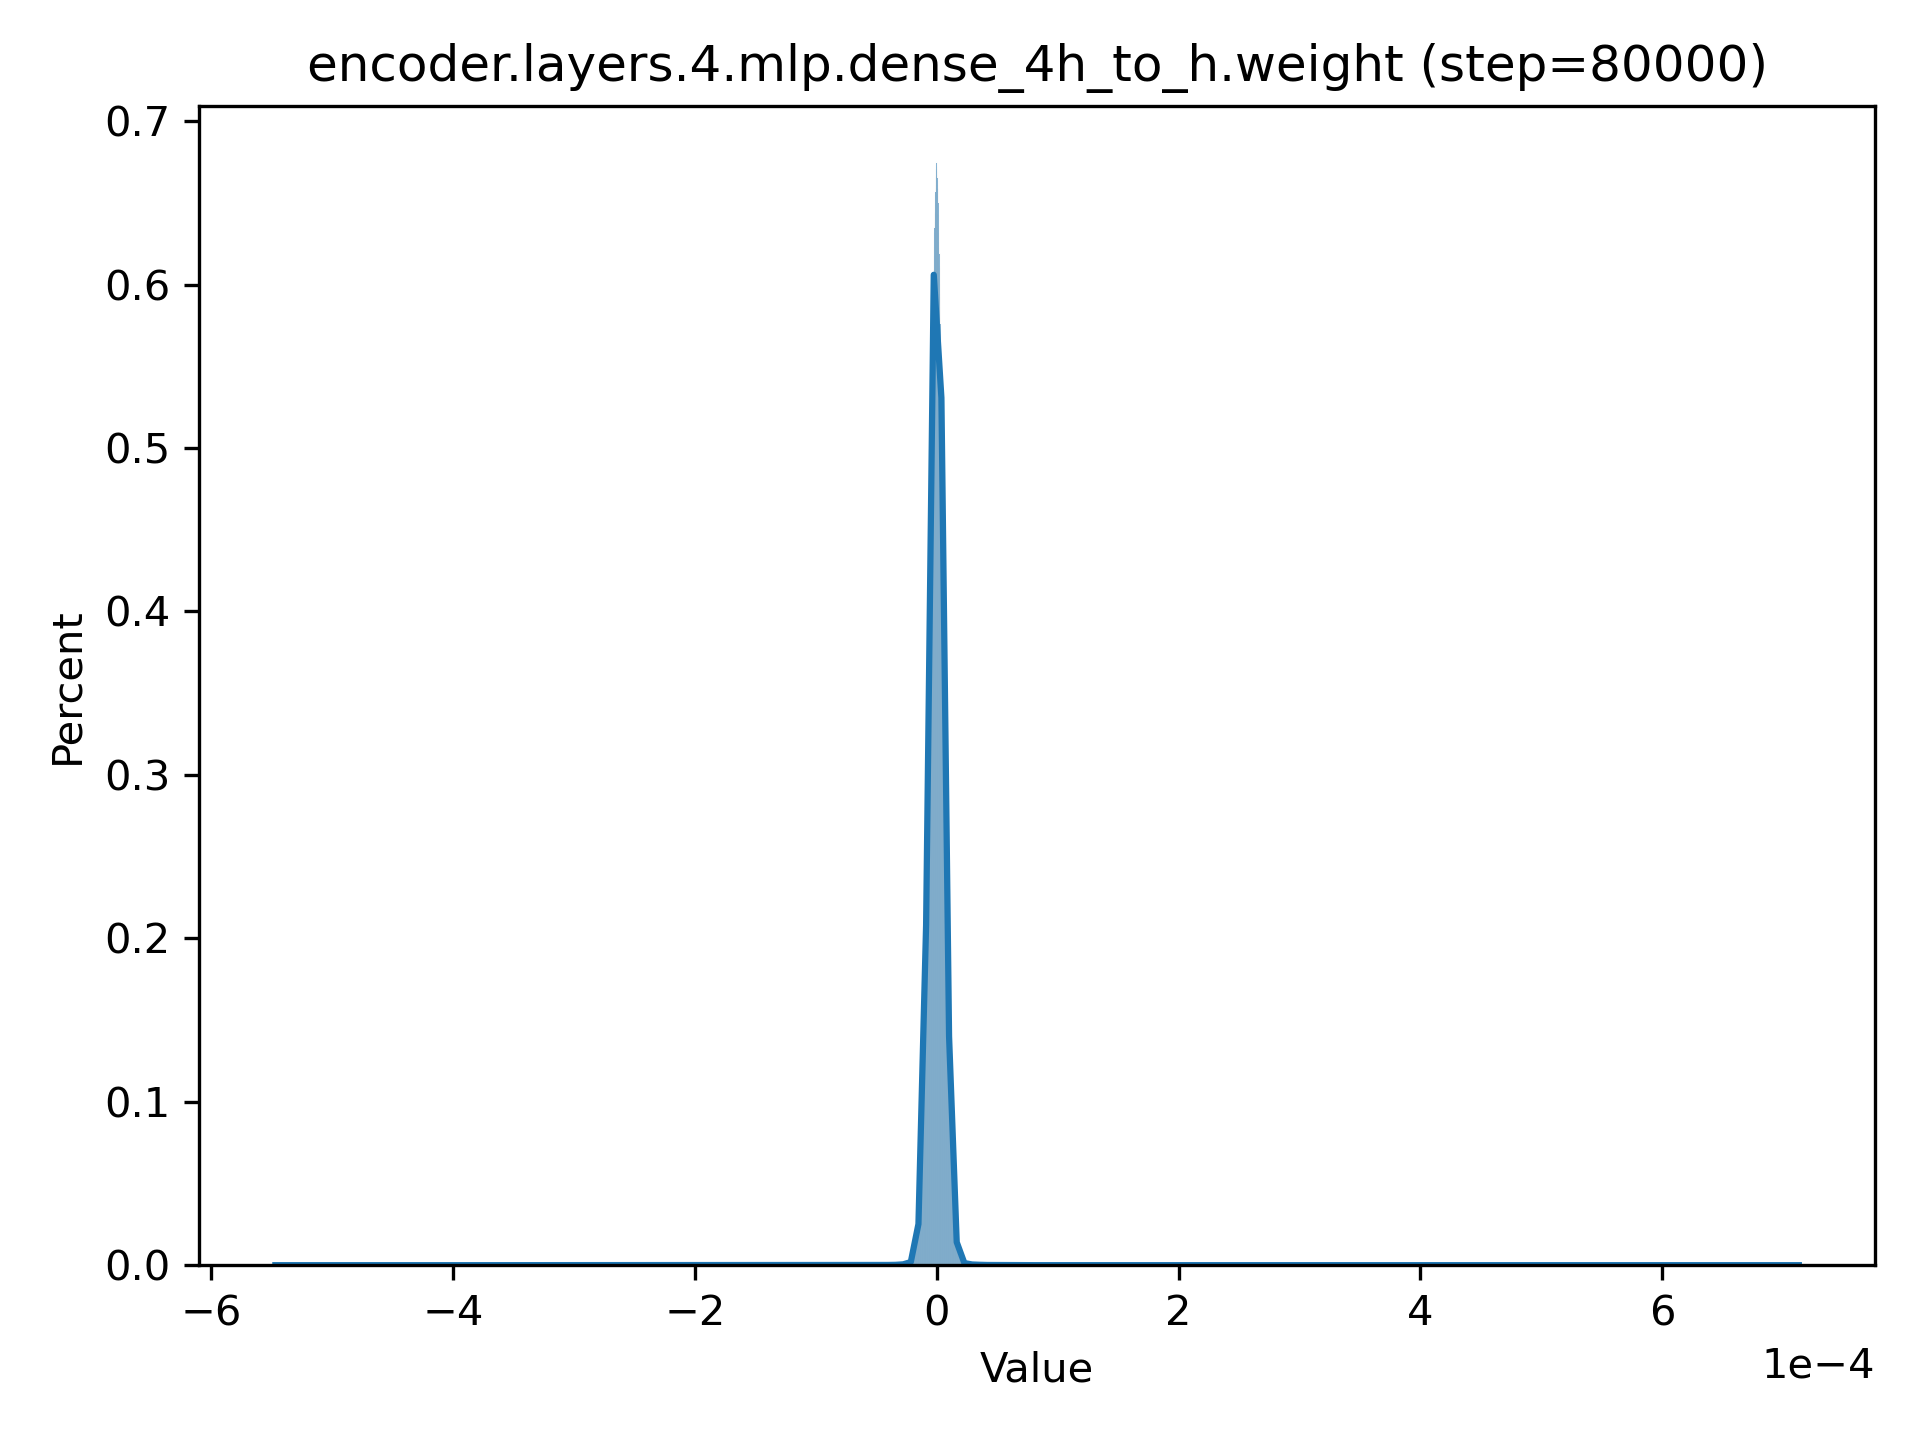 encoder.layers.4.mlp.dense_4h_to_h.weight (step=80000)
Percent
0.7
0.6
0.5
0.4
0.3
0.2
0.1
0.0
−6 −4 −2 0 2 4 6
Value
1e−4